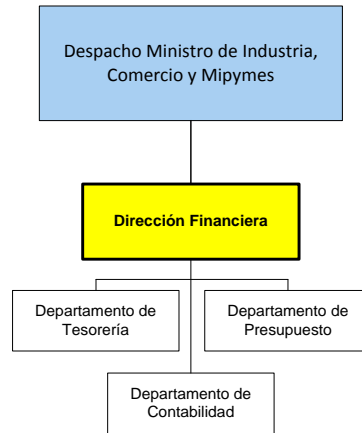 Despacho Ministro de Industria,
Comercio y Mipymes
Dirección Financiera
Departamento de
Tesorería
Departamento de
Presupuesto
Departamento de
Contabilidad